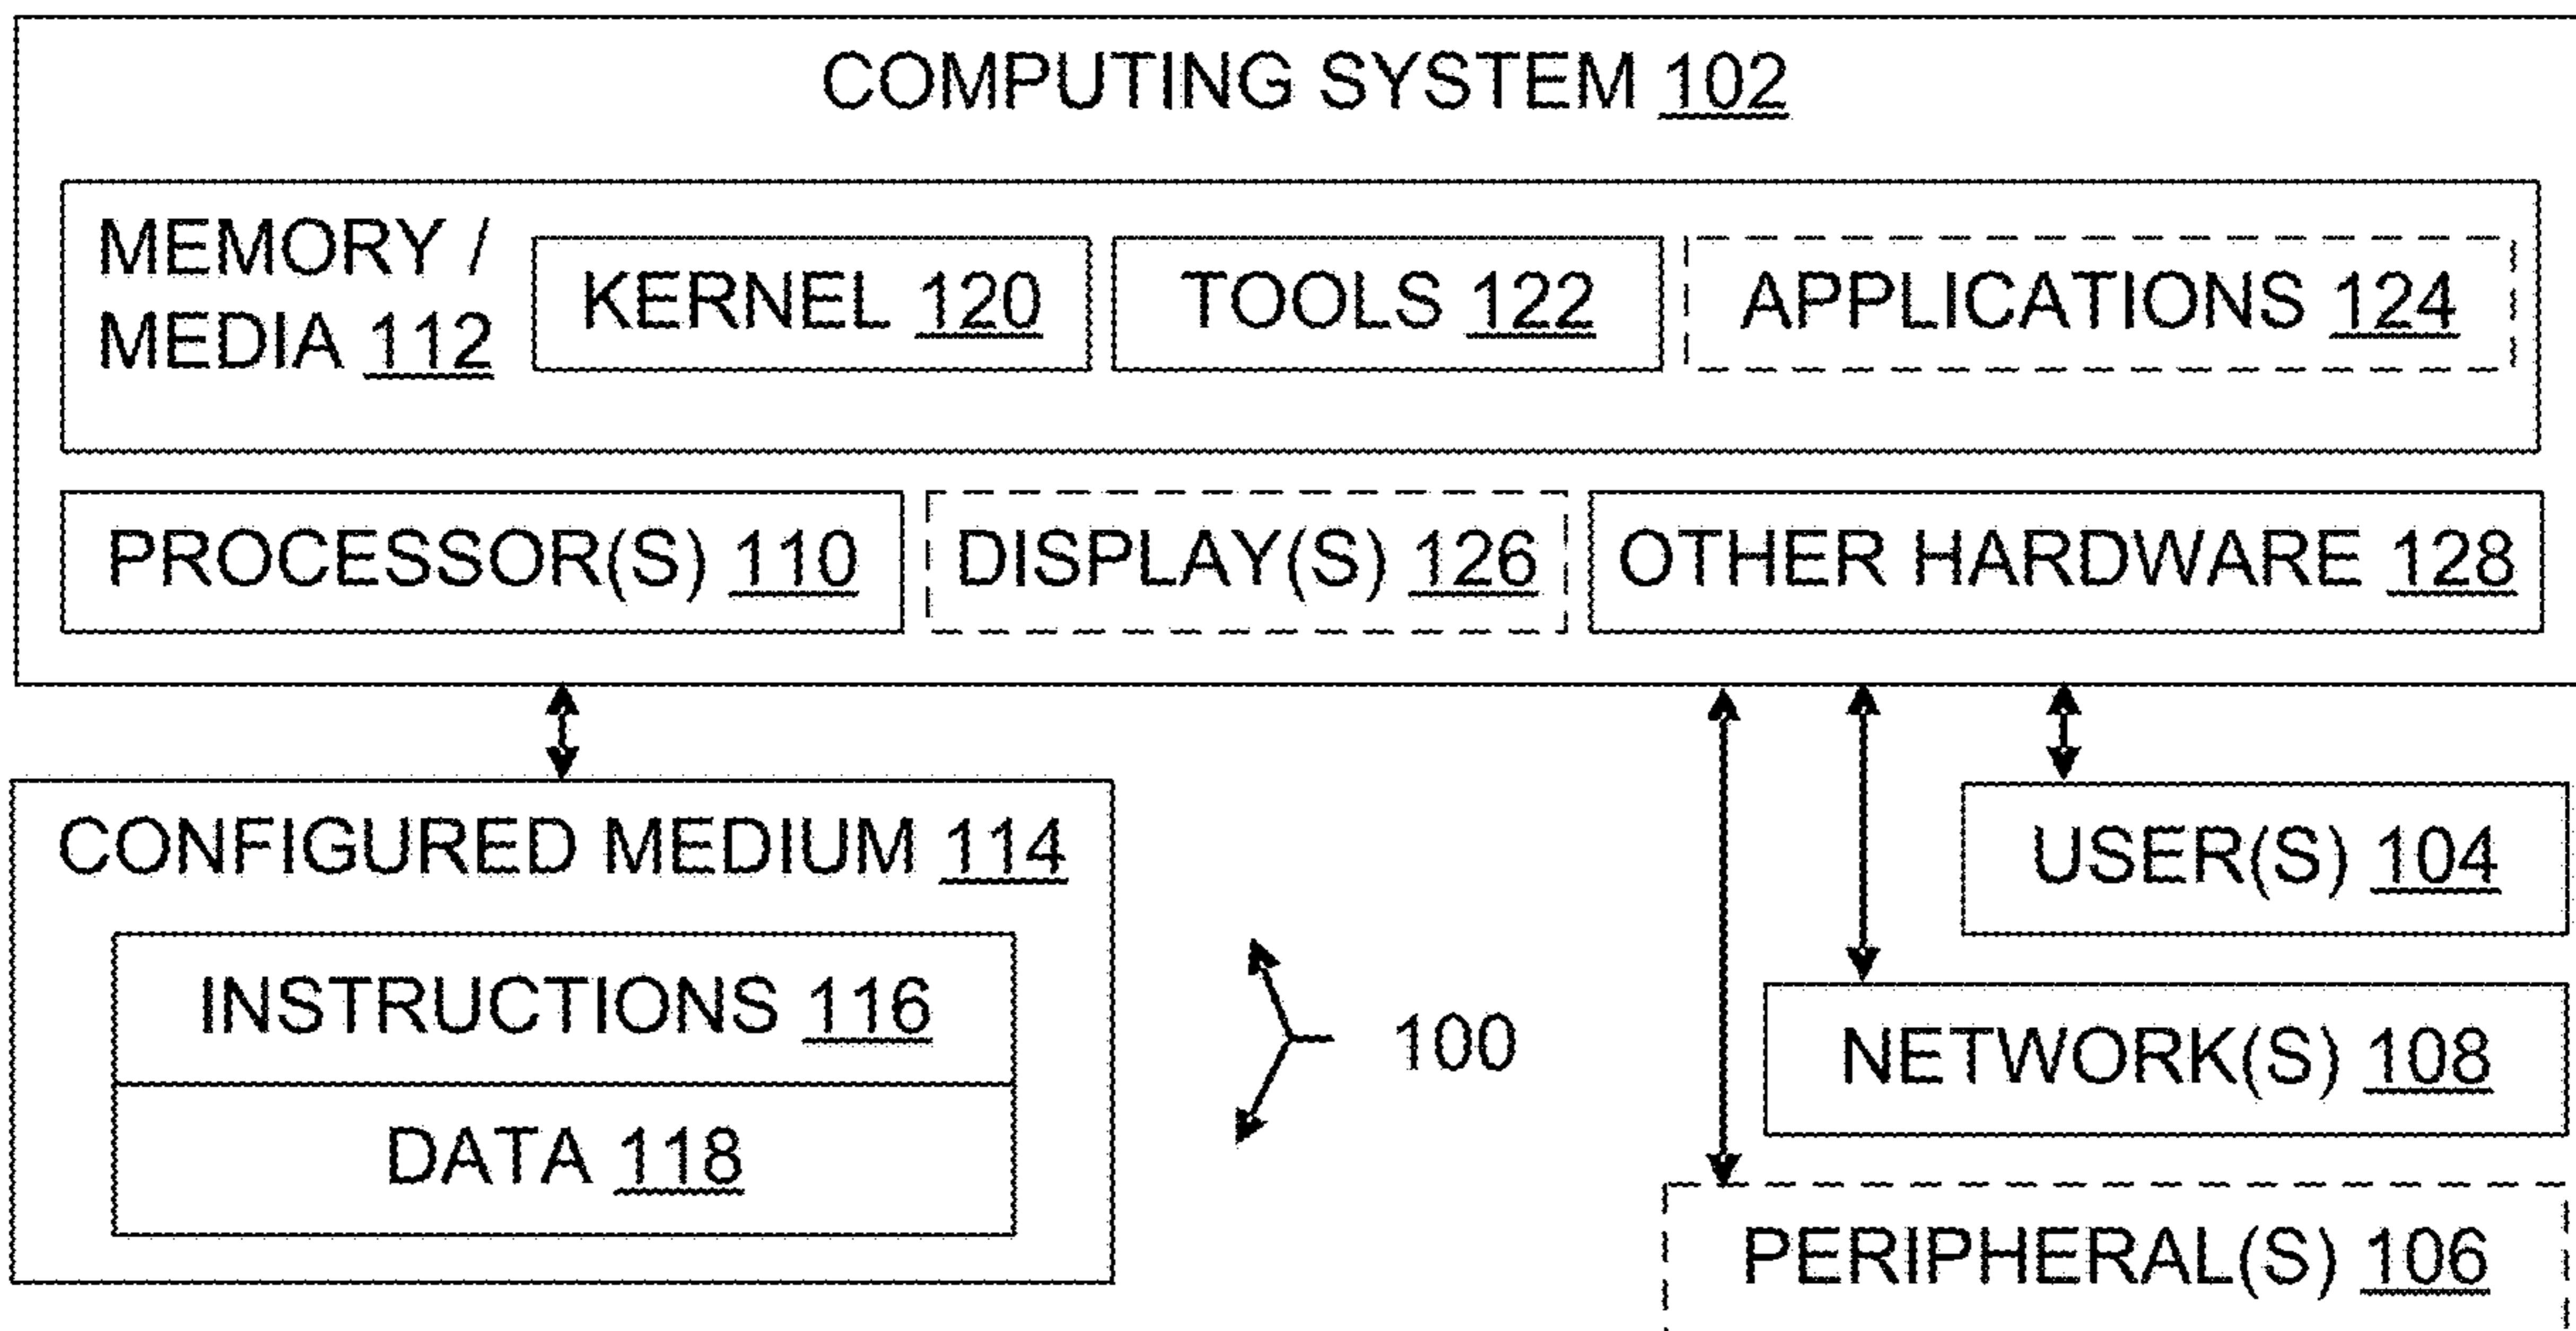 COMPUTING SYSTEM 102
MEMORY /
MEDIA 112
KERNEL 120
TOOLS 122
APPLICATIONS 124
PROCESSOR(S) 110
DISPLAY(S) 126
OTHER HARDWARE 128
CONFIGURED MEDIUM 114
INSTRUCTIONS 116
DATA 118
100
USER(S) 104
NETWORK(S) 108
PERIPHERAL(S) 106